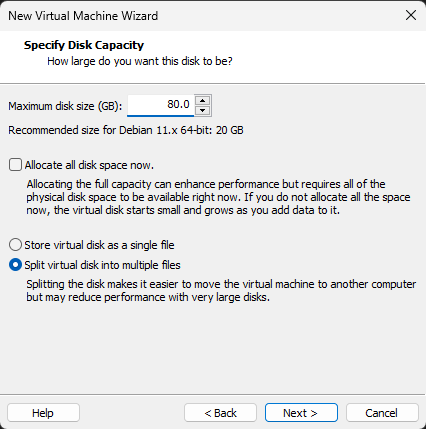 New Virtual Machine Wizard
Specify Disk Capacity
How large do you want this disk to be?
Maximum disk size (GB): 80.0
Recommended size for Debian 11.x 64-bit: 20 GB
Allocate all disk space now.
Allocating the full capacity can enhance performance but requires all of the
physical disk space to be available right now. If you do not allocate all the space
now, the virtual disk starts small and grows as you add data to it.
Store virtual disk as a single file
Split virtual disk into multiple files
Splitting the disk makes it easier to move the virtual machine to another computer
but may reduce performance with very large disks.
Help < Back Next > Cancel